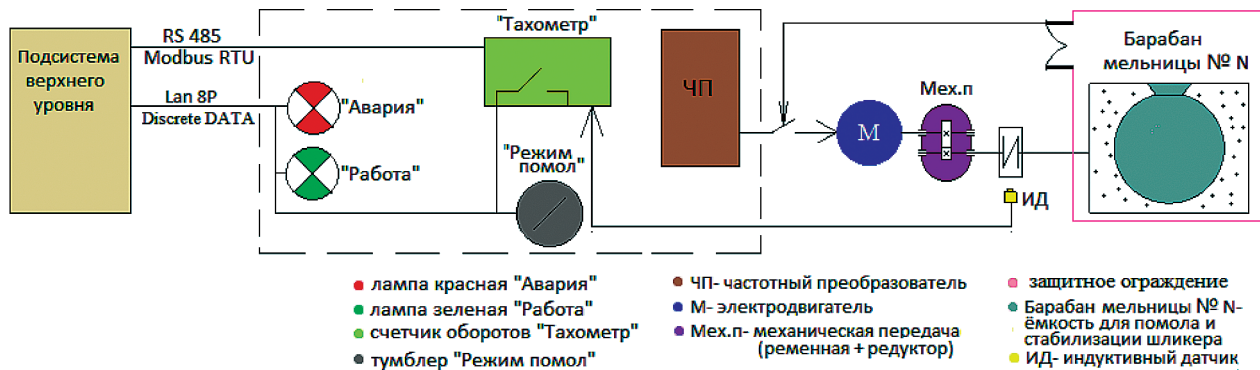 Подсистема
верхнего
уровня
RS 485
Modbus RTU
Lan 8P
Discrete DATA
"Авария"
"Работа"
"Тахометр"
"Режим
помол"
ЧП
М
Мех.п
ИД
Барабан
мельницы № N
лампа красная "Авария"
лампа зеленая "Работа"
счетчик оборотов "Тахометр"
тумблер "Режим помол"
ЧП- частотный преобразователь
М- электродвигатель
Мех.п- механическая передача
(ременная + редуктор)
защитное ограждение
Барабан мельницы № N-
ёмкость для помола и
стабилизации шликера
ИД- индуктивный датчик